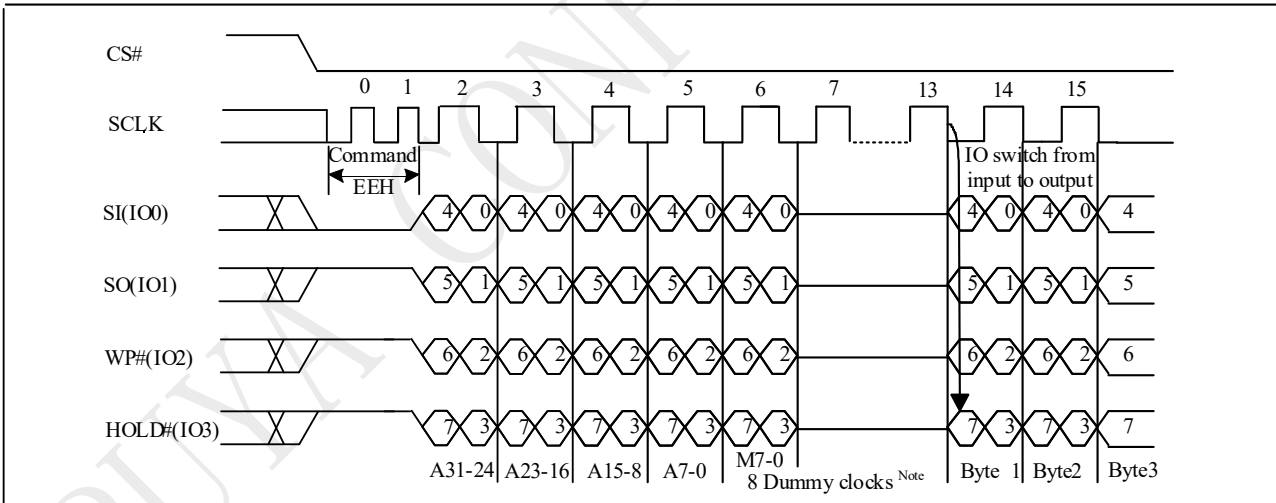 CS#
0 1 2 3 4 5 6 7 13 14 15
SCLK
Command
EEH
IO switch from
input to output
SI(IO0)
4 0 4 0 4 0 4 0 4 0 4 0 4 0 4
SO(IO1)
5 1 5 1 5 1 5 1 5 1 5 1 5 1 5
WP#(IO2)
6 2 6 2 6 2 6 2 6 2 6 2 6 2 6
HOLD#(IO3)
7 3 7 3 7 3 7 3 7 3 7 3 7 3 7
A31-24 A23-16 A15-8 A7-0 M7-0
8 Dummy clocks Note
Byte 1 Byte2 Byte3